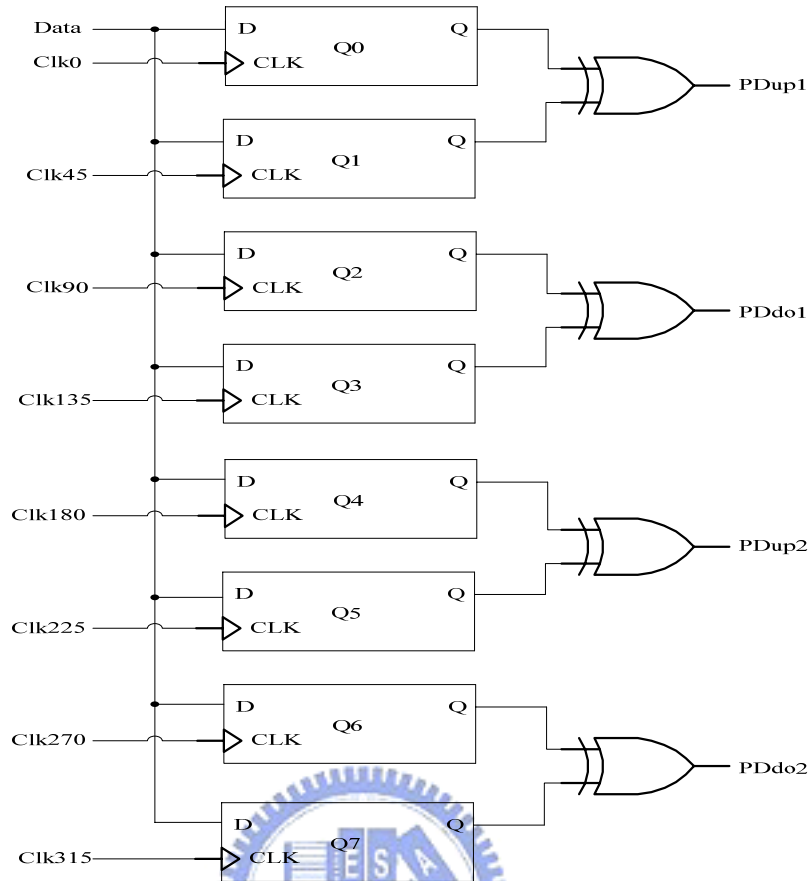 Data D Q0 Q
Clk0 CLK
PDup1
D Q1 Q
Clk45 CLK
D Q2 Q
Clk90 CLK
PDdo1
D Q3 Q
Clk135 CLK
D Q4 Q
Clk180 CLK
PDup2
D Q5 Q
Clk225 CLK
D Q6 Q
Clk270 CLK
PDdo2
D Q7 Q
Clk315 CLK
E S A